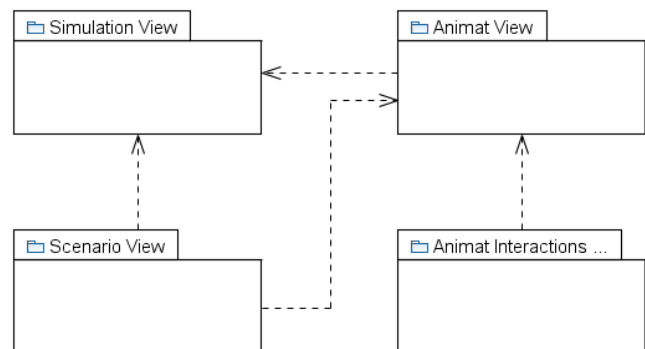 Simulation View
Animat View
Scenario View
Animat Interactions ...